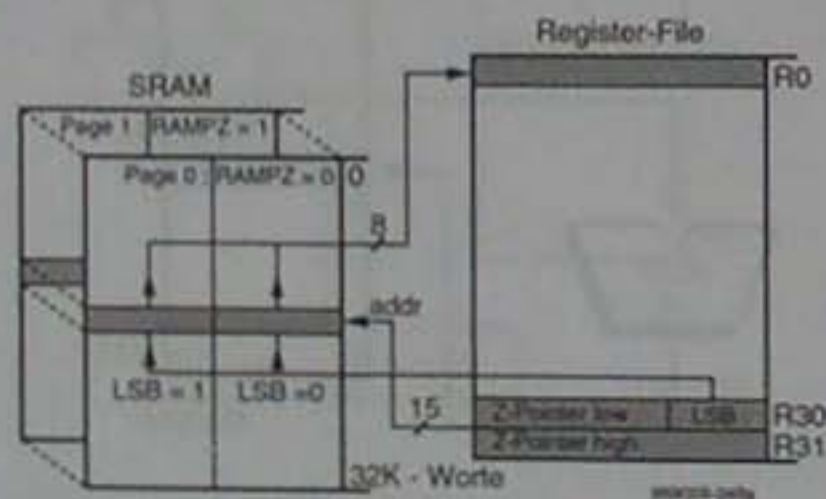 Register-File
R0
SRAM
Page 1 RAMPZ = 1
Page 0 : RAMPZ = 0 0
8
addr
LSB = 1 LSB =0
15
Z-Pointer low LSB R30
Z-Pointer high R31
32K - Worte